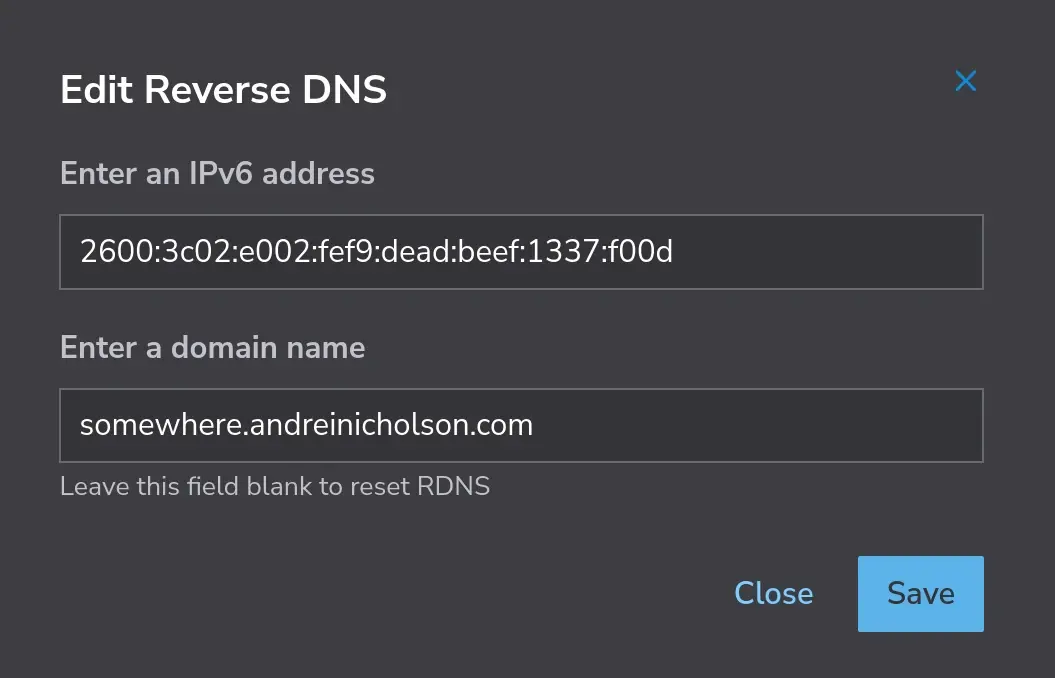 Edit Reverse DNS
Enter an IPv6 address
2600:3c02:e002:fef9:dead:beef:1337:f00d
Enter a domain name
somewhere.andreinicholson.com
Leave this field blank to reset RDNS
Close Save